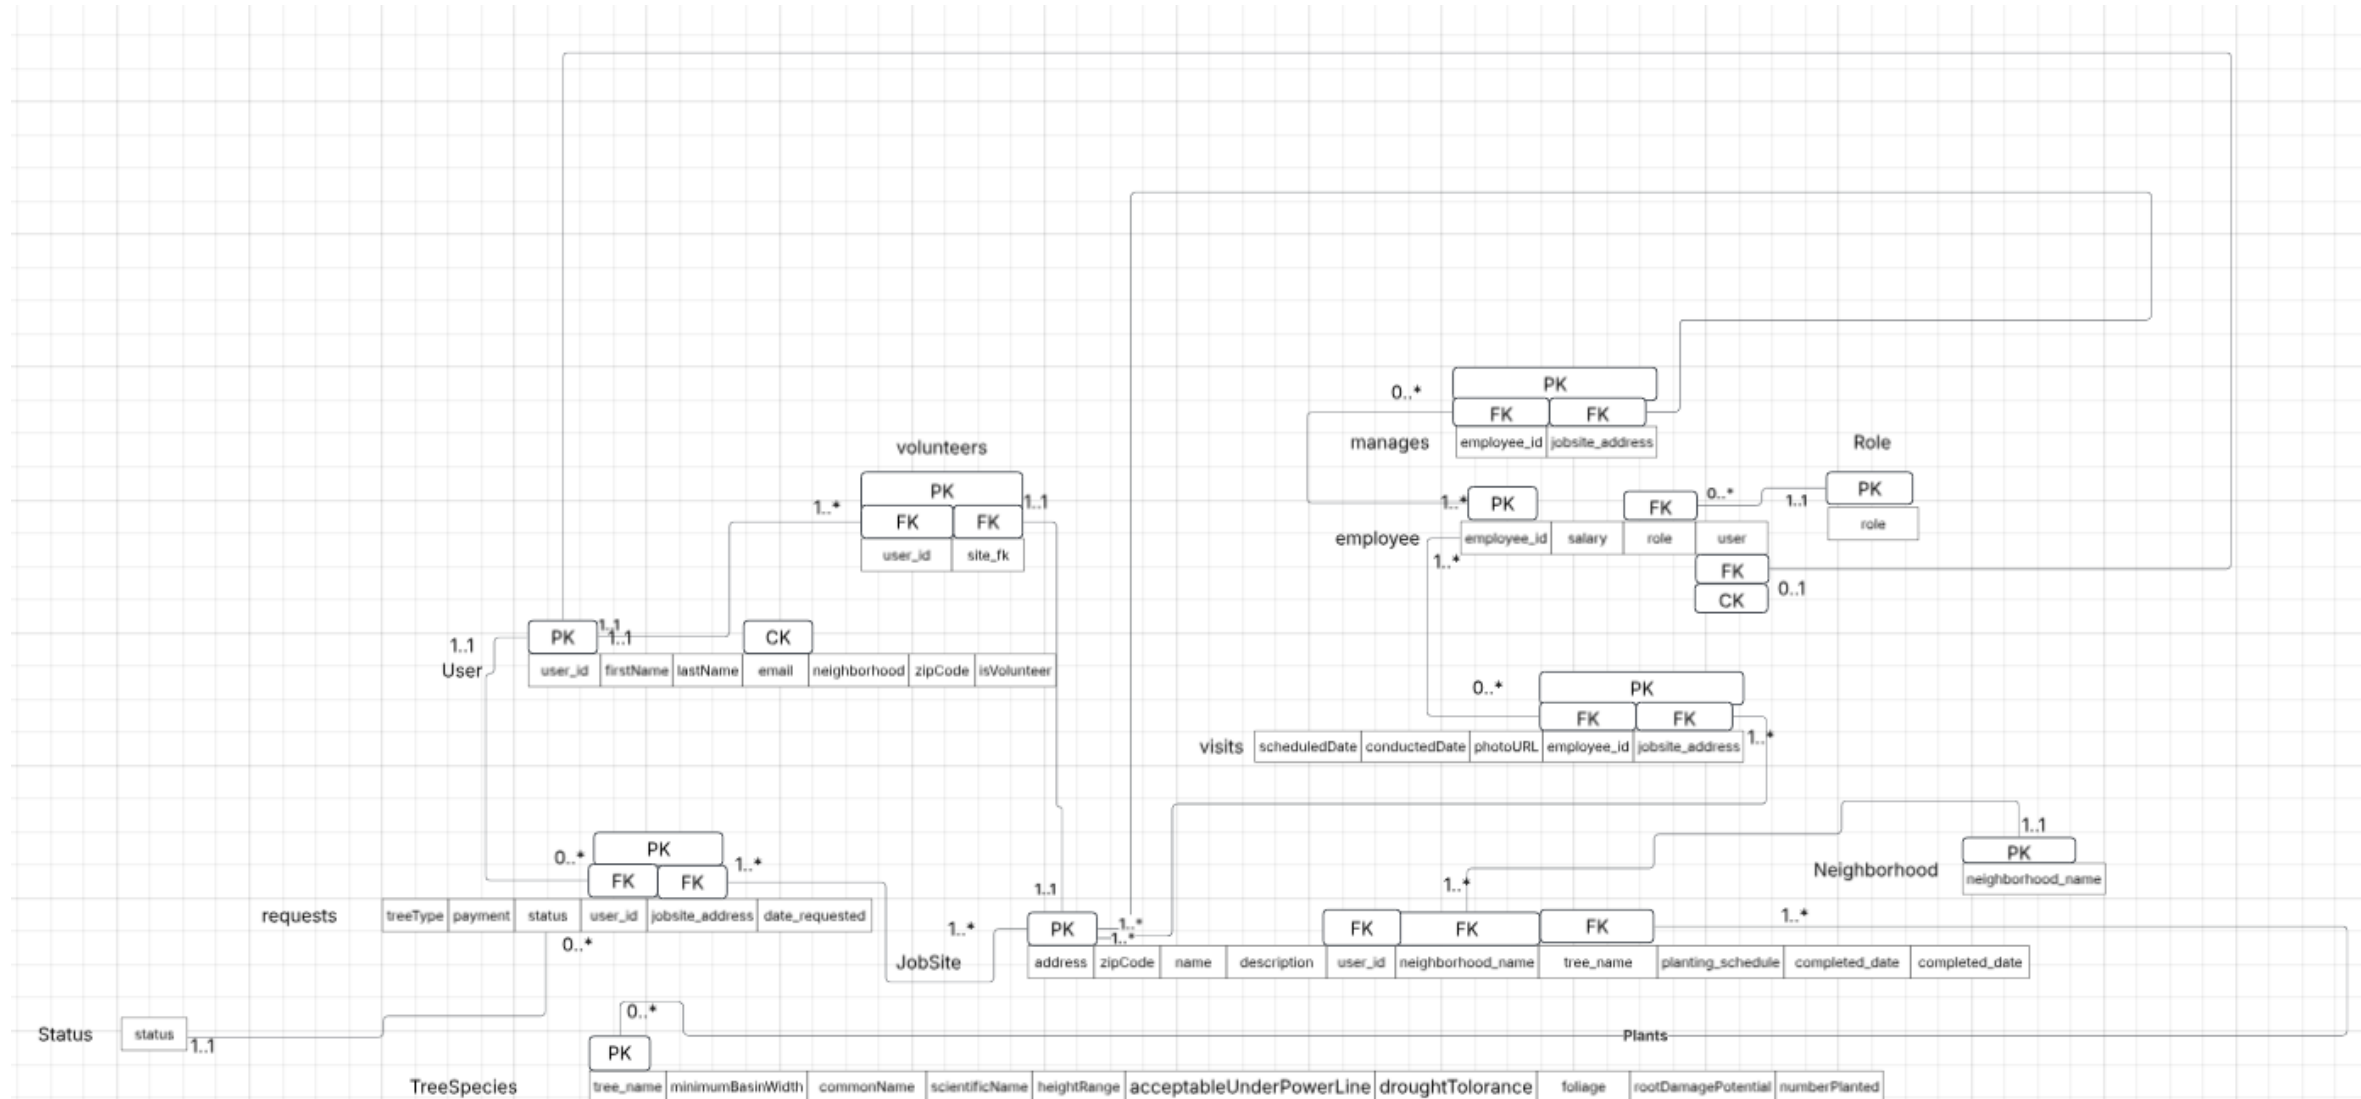 PK
0..*
FK FK
manages employee_id jobsite_address
Role
volunteers
PK 1..1
1..* FK FK
user_id site_fk
1..* PK FK 0..* 1..1 PK
role
employee employee_id salary role user
1..* FK
0..1
CK
1..1 PK 1..1
1..1 CK
User user_id firstName lastName email neighborhood zipCode isVolunteer
0..* PK
FK FK
visits scheduledDate conductedDate photoURL employee_id jobsite_address 1..*
PK
0..* 1..*
FK FK
requests treeType payment status user_id jobsite_address date_requested
0..*
1..1
PK
Neighborhood neighborhood_name
1..1 1..*
1..* PK 1..* FK FK FK 1..*
1..*
JobSite address zipCode name description user_id neighborhood_name tree_name planting_schedule completed_date completed_date
0..*
Status status 1..1 Plants
PK
TreeSpecies tree_name minimumBasinWidth commonName scientificName heightRange acceptableUnderPowerLine droughtTolorance foliage rootDamagePotential numberPlanted